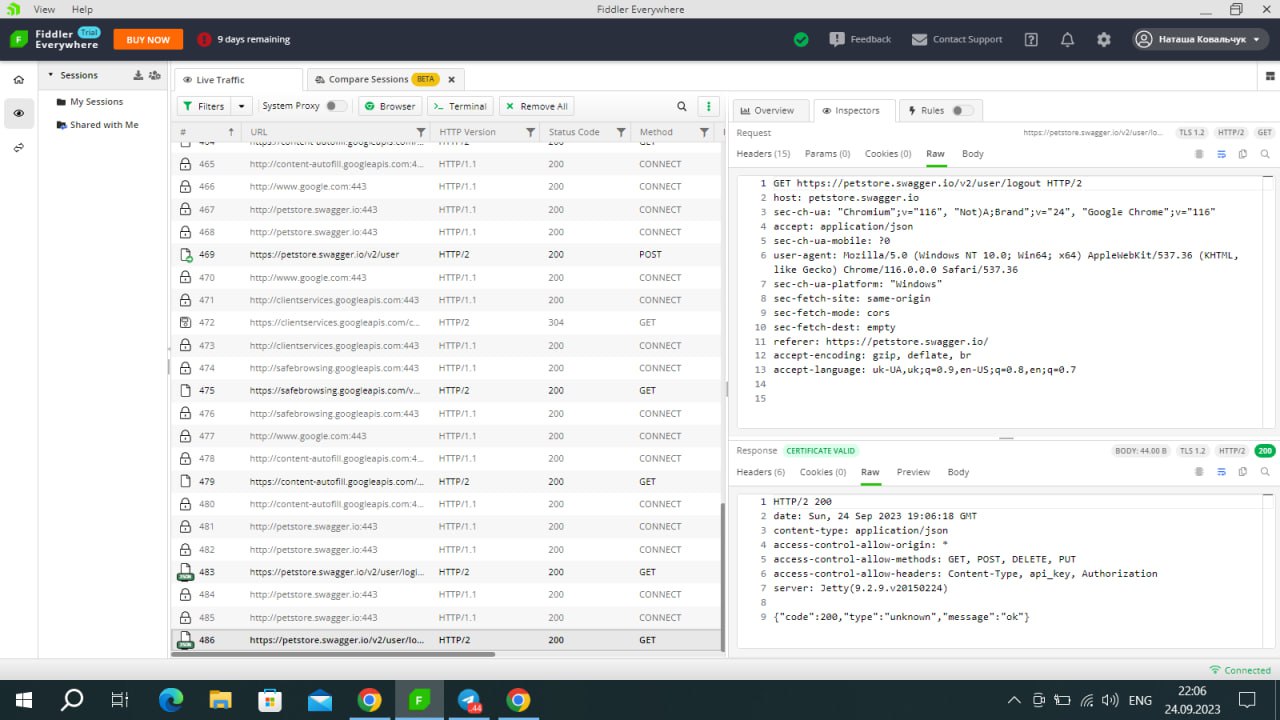 View Help Fiddler Everywhere
Fiddler Everywhere Trial BUY NOW 9 days remaining Feedback Contact Support Наташа Ковальчук
Sessions
My Sessions
Shared with Me
Live Traffic Compare Sessions BETA
Filters System Proxy Browser Terminal Remove All
# URL HTTP Version Status Code Method
464 https://content-autofill.googleapis.com/... HTTP/2 200 GET
465 http://content-autofill.googleapis.com:4... HTTP/1.1 200 CONNECT
466 http://www.google.com:443 HTTP/1.1 200 CONNECT
467 http://petstore.swagger.io:443 HTTP/1.1 200 CONNECT
468 http://petstore.swagger.io:443 HTTP/1.1 200 CONNECT
469 https://petstore.swagger.io/v2/user HTTP/2 200 POST
470 http://www.google.com:443 HTTP/1.1 200 CONNECT
471 http://clientservices.googleapis.com:443 HTTP/1.1 200 CONNECT
472 https://clientservices.googleapis.com/c... HTTP/2 304 GET
473 http://clientservices.googleapis.com:443 HTTP/1.1 200 CONNECT
474 http://safebrowsing.googleapis.com:443 HTTP/1.1 200 CONNECT
475 https://safebrowsing.googleapis.com/v... HTTP/2 200 GET
476 http://safebrowsing.googleapis.com:443 HTTP/1.1 200 CONNECT
477 http://www.google.com:443 HTTP/1.1 200 CONNECT
478 http://content-autofill.googleapis.com:4... HTTP/1.1 200 CONNECT
479 https://content-autofill.googleapis.com/... HTTP/2 200 GET
480 http://content-autofill.googleapis.com:4... HTTP/1.1 200 CONNECT
481 http://petstore.swagger.io:443 HTTP/1.1 200 CONNECT
482 http://petstore.swagger.io:443 HTTP/1.1 200 CONNECT
483 https://petstore.swagger.io/v2/user/logi... HTTP/2 200 GET
484 http://petstore.swagger.io:443 HTTP/1.1 200 CONNECT
485 http://petstore.swagger.io:443 HTTP/1.1 200 CONNECT
486 https://petstore.swagger.io/v2/user/lo... HTTP/2 200 GET
Overview Inspectors Rules
Request https://petstore.swagger.io/v2/user/lo... TLS 1.2 HTTP/2 GET
Headers (15) Params (0) Cookies (0) Raw Body
1 GET https://petstore.swagger.io/v2/user/logout HTTP/2
2 host: petstore.swagger.io
3 sec-ch-ua: "Chromium";v="116", "Not)A;Brand";v="24", "Google Chrome";v="116"
4 accept: application/json
5 sec-ch-ua-mobile: ?0
6 user-agent: Mozilla/5.0 (Windows NT 10.0; Win64; x64) AppleWebKit/537.36 (KHTML,
like Gecko) Chrome/116.0.0.0 Safari/537.36
7 sec-ch-ua-platform: "Windows"
8 sec-fetch-site: same-origin
9 sec-fetch-mode: cors
10 sec-fetch-dest: empty
11 referer: https://petstore.swagger.io/
12 accept-encoding: gzip, deflate, br
13 accept-language: uk-UA,uk;q=0.9,en-US;q=0.8,en;q=0.7
14
15
Response CERTIFICATE VALID BODY: 44.00 B TLS 1.2 HTTP/2 200
Headers (6) Cookies (0) Raw Preview Body
1 HTTP/2 200
2 date: Sun, 24 Sep 2023 19:06:18 GMT
3 content-type: application/json
4 access-control-allow-origin: *
5 access-control-allow-methods: GET, POST, DELETE, PUT
6 access-control-allow-headers: Content-Type, api_key, Authorization
7 server: Jetty(9.2.9.v20150224)
8
9 {"code":200,"type":"unknown","message":"ok"}
Connected
44 ENG 22:06
24.09.2023